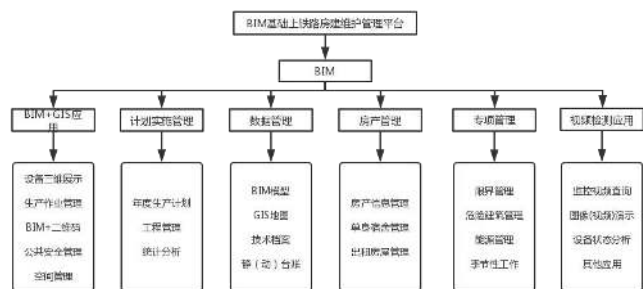 BIM基础上铁路房建维护管理平台
BIM
BIM+GIS应用
计划实施管理
数据管理
房产管理
专项管理
视频检测应用
设备三维展示
生产作业管理
BIM+二维码
公共安全管理
空间管理
年度生产计划
工程管理
统计分析
BIM模型
GIS地图
技术档案
静（动）台账
房产信息管理
单身宿舍管理
出租房屋管理
限界管理
危险建筑管理
能源管理
季节性工作
监控视频查询
图像(视频)演示
设备状态分析
其他应用